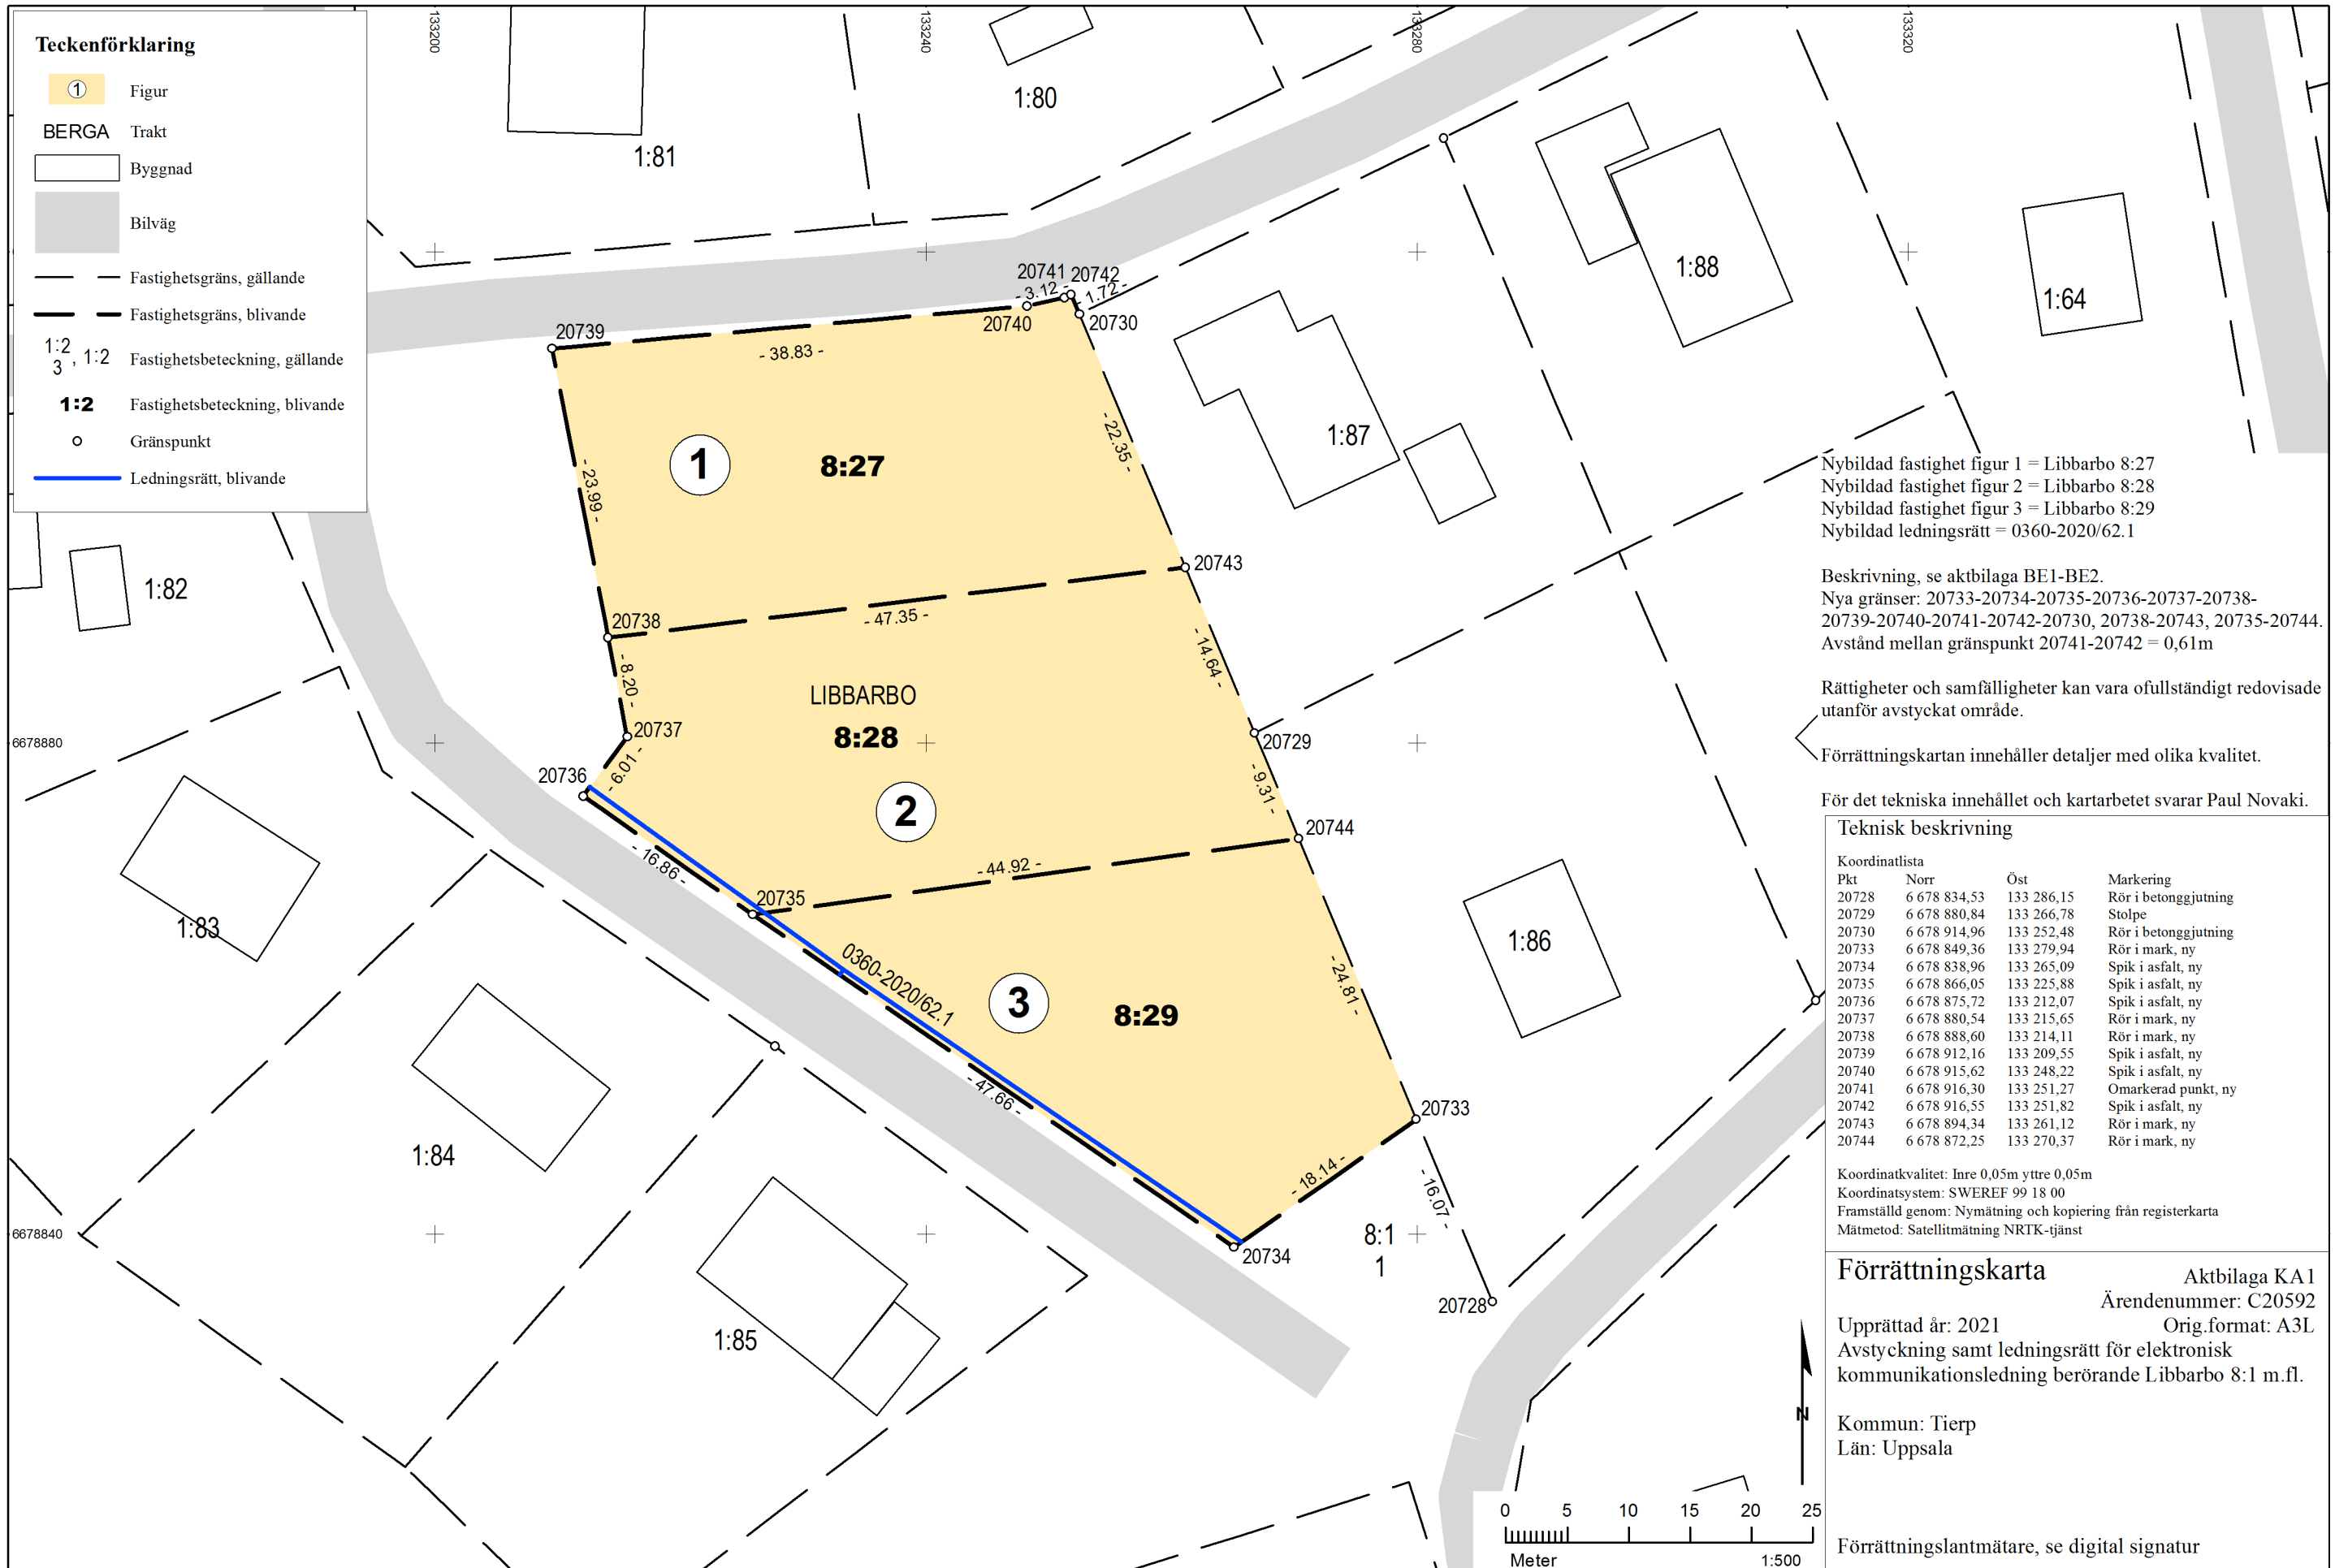 Teckenförklaring
1 Figur
BERGA Trakt
Byggnad
Bilväg
Fastighetsgräns, gällande
Fastighetsgräns, blivande
1:2
3 , 1:2 Fastighetsbeteckning, gällande
1:2 Fastighetsbeteckning, blivande
Gränspunkt
Ledningsrätt, blivande
133200
133240
133280
133320
6678880
6678840
1:81
1:80
1:88
1:64
1:87
1:82
1:83
1:84
1:85
1:86
8:1
1
20741 20742
- 3.12 -
- 1.72 -
20739
20740
20730
- 38.83 -
1
8:27
- 22.35 -
- 23.99 -
20743
20738
- 47.35 -
- 8.20 -
- 14.64 -
LIBBARBO
8:28
20737
20729
20736
- 6.01 -
- 9.31 -
2
20744
- 16.86 -
- 44.92 -
20735
0360-2020/62.1
3
8:29
- 24.81 -
- 47.66 -
20733
- 18.14 -
- 16.07 -
20734
20728
Nybildad fastighet figur 1 = Libbarbo 8:27
Nybildad fastighet figur 2 = Libbarbo 8:28
Nybildad fastighet figur 3 = Libbarbo 8:29
Nybildad ledningsrätt = 0360-2020/62.1
Beskrivning, se aktbilaga BE1-BE2.
Nya gränser: 20733-20734-20735-20736-20737-20738-
20739-20740-20741-20742-20730, 20738-20743, 20735-20744.
Avstånd mellan gränspunkt 20741-20742 = 0,61m
Rättigheter och samfälligheter kan vara ofullständigt redovisade
utanför avstyckat område.
Förrättningskartan innehåller detaljer med olika kvalitet.
För det tekniska innehållet och kartarbetet svarar Paul Novaki.
Teknisk beskrivning
Koordinatlista
Pkt Norr Öst Markering
20728 6 678 834,53 133 286,15 Rör i betonggjutning
20729 6 678 880,84 133 266,78 Stolpe
20730 6 678 914,96 133 252,48 Rör i betonggjutning
20733 6 678 849,36 133 279,94 Rör i mark, ny
20734 6 678 838,96 133 265,09 Spik i asfalt, ny
20735 6 678 866,05 133 225,88 Spik i asfalt, ny
20736 6 678 875,72 133 212,07 Spik i asfalt, ny
20737 6 678 880,54 133 215,65 Rör i mark, ny
20738 6 678 888,60 133 214,11 Rör i mark, ny
20739 6 678 912,16 133 209,55 Spik i asfalt, ny
20740 6 678 915,62 133 248,22 Spik i asfalt, ny
20741 6 678 916,30 133 251,27 Omarkerad punkt, ny
20742 6 678 916,55 133 251,82 Spik i asfalt, ny
20743 6 678 894,34 133 261,12 Rör i mark, ny
20744 6 678 872,25 133 270,37 Rör i mark, ny
Koordinatkvalitet: Inre 0,05m yttre 0,05m
Koordinatsystem: SWEREF 99 18 00
Framställd genom: Nymätning och kopiering från registerkarta
Mätmetod: Satellitmätning NRTK-tjänst
Förrättningskarta Aktbilaga KA1
Ärendenummer: C20592
Upprättad år: 2021 Orig.format: A3L
Avstyckning samt ledningsrätt för elektronisk
kommunikationsledning berörande Libbarbo 8:1 m.fl.
Kommun: Tierp
Län: Uppsala
Förrättningslantmätare, se digital signatur
N
0 5 10 15 20 25
Meter 1:500